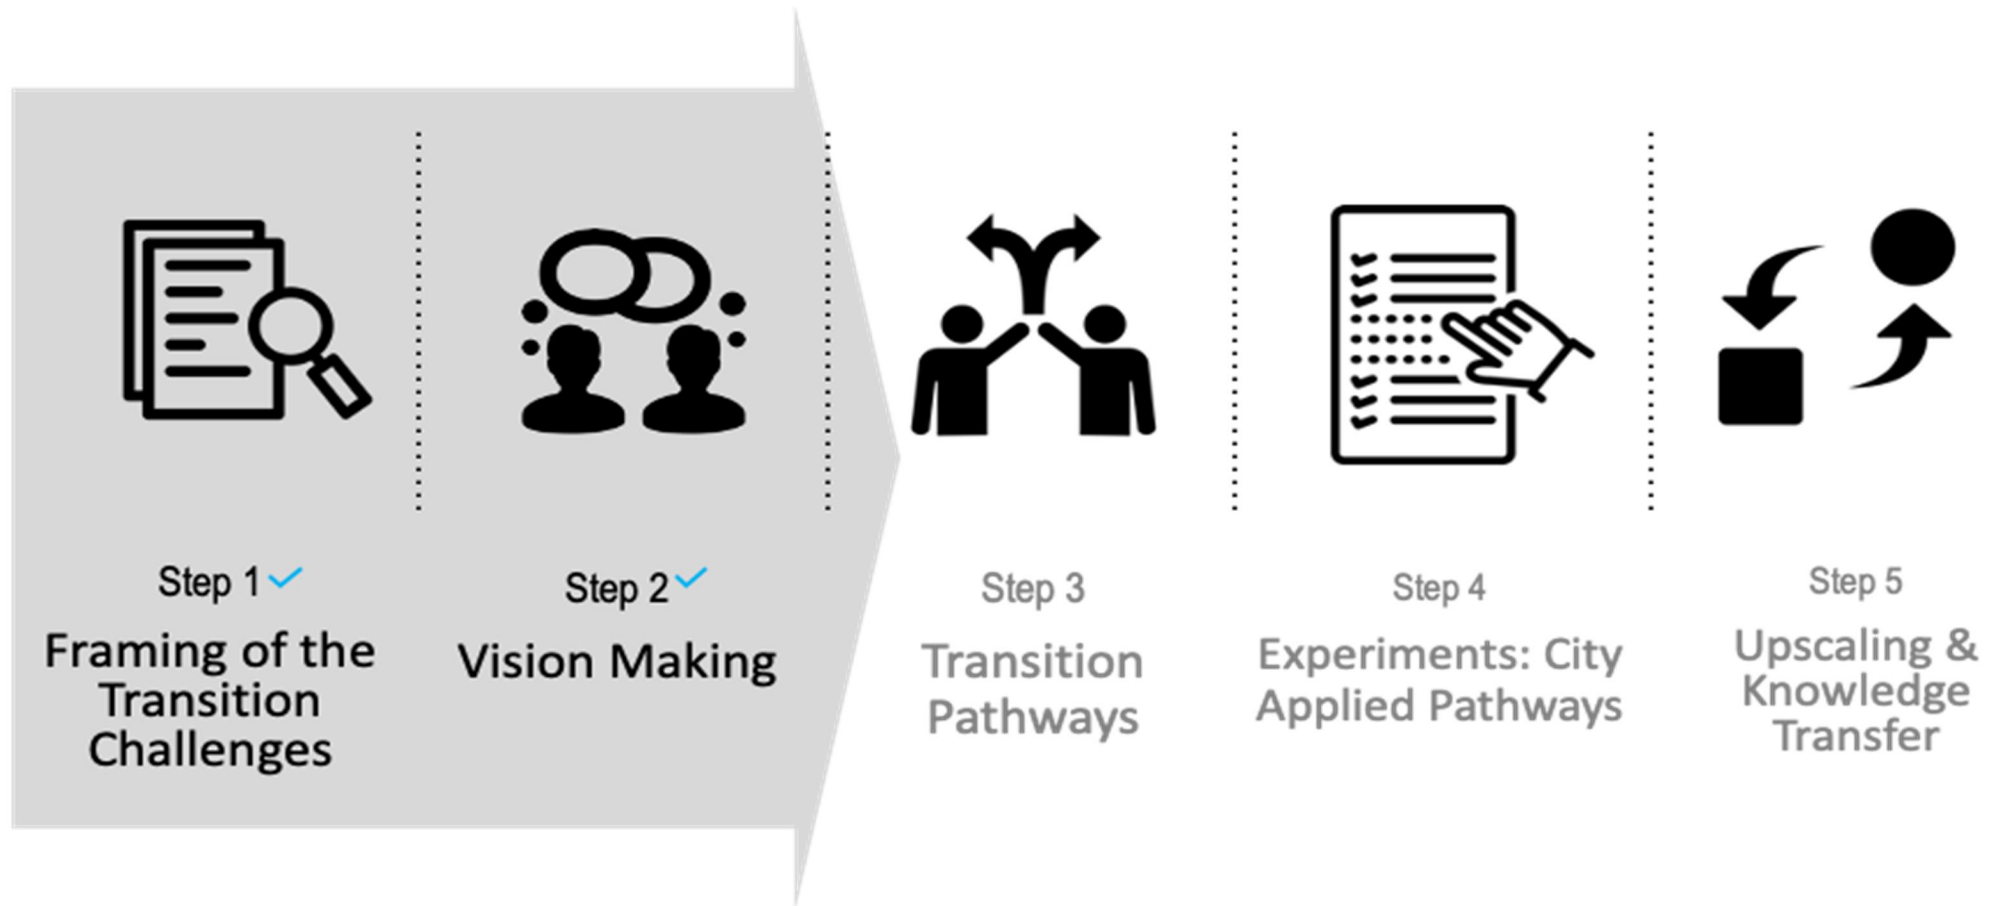 Step 1
Framing of the
Transition
Challenges
Step 2
Vision Making
Step 3
Transition
Pathways
Step 4
Experiments: City
Applied Pathways
Step 5
Upscaling &
Knowledge
Transfer